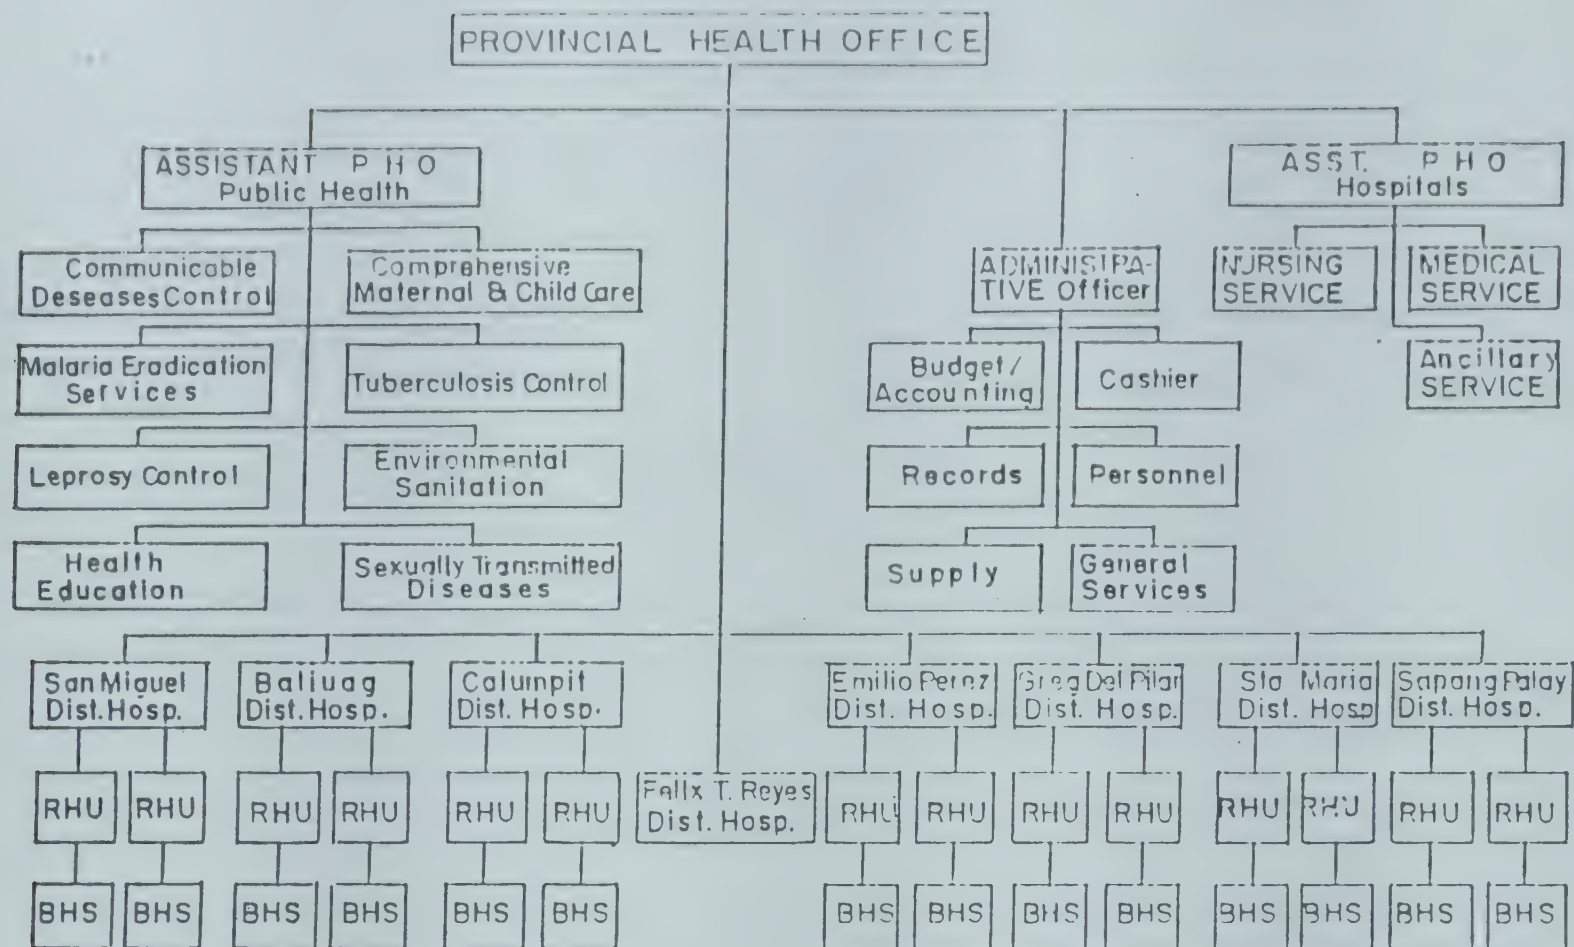 PROVINCIAL HEALTH OFFICE
ASSISTANT P H O
Public Health
ASST. P H O
Hospitals
Communicable
Deseases Control
Comprehensive
Maternal & Child Care
ADMINISTRA-
TIVE Officer
NURSING
SERVICE
MEDICAL
SERVICE
Malaria Eradication
Services
Tuberculosis Control
Budget/
Accounting
Cashier
Ancillary
SERVICE
Leprosy Control
Environmental
Sanitation
Records
Personnel
Health
Education
Sexually Transmitted
Diseases
Supply
General
Services
San Miguel
Dist. Hosp.
Baliuag
Dist. Hosp.
Calumpit
Dist. Hosp.
Emilio Perez
Dist. Hosp.
Greg Del Pilar
Dist. Hosp.
Sta Maria
Dist. Hosp
Sapang Palay
Dist. Hosp.
RHU RHU RHU RHU RHU RHU
Felix T. Reyes
Dist. Hosp.
RHU RHU RHU RHU RHU RHU RHU RHU
BHS BHS BHS BHS BHS BHS BHS BHS BHS BHS BHS BHS BHS BHS